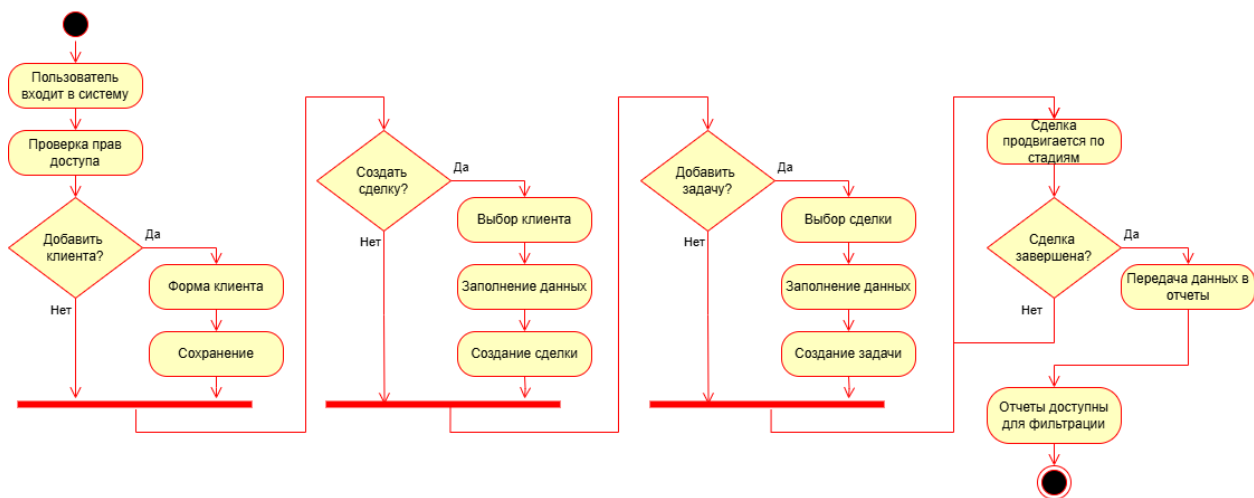 Пользователь
входит в систему
Проверка прав
доступа
Добавить
клиента?
Да
Нет
Форма клиента
Сохранение
Создать
сделку?
Да
Нет
Выбор клиента
Заполнение данных
Создание сделки
Добавить
задачу?
Да
Нет
Выбор сделки
Заполнение данных
Создание задачи
Сделка
продвигается по
стадиям
Сделка
завершена?
Да
Нет
Передача данных в
отчеты
Отчеты доступны
для фильтрации